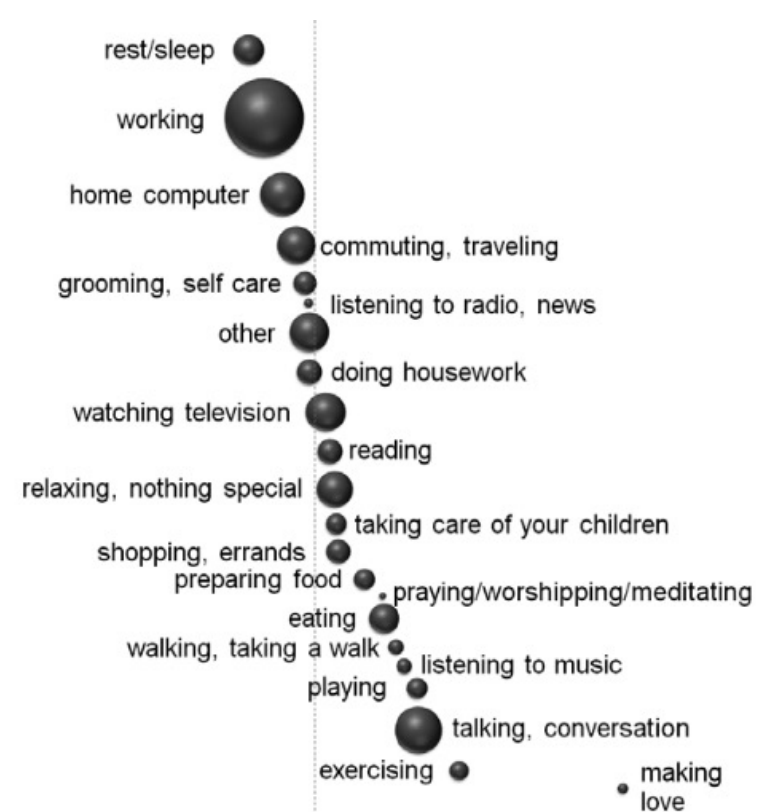 rest/sleep
working
home computer
commuting, traveling
grooming, self care
listening to radio, news
other
doing housework
watching television
reading
relaxing, nothing special
taking care of your children
shopping, errands
preparing food
praying/worshipping/meditating
eating
walking, taking a walk
listening to music
playing
talking, conversation
exercising
making
love